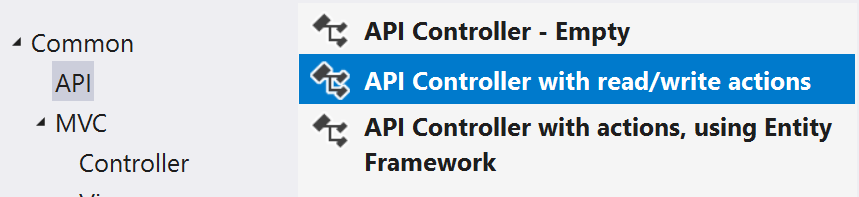 Common
API
MVC
Controller
API Controller - Empty
API Controller with read/write actions
API Controller with actions, using Entity
Framework